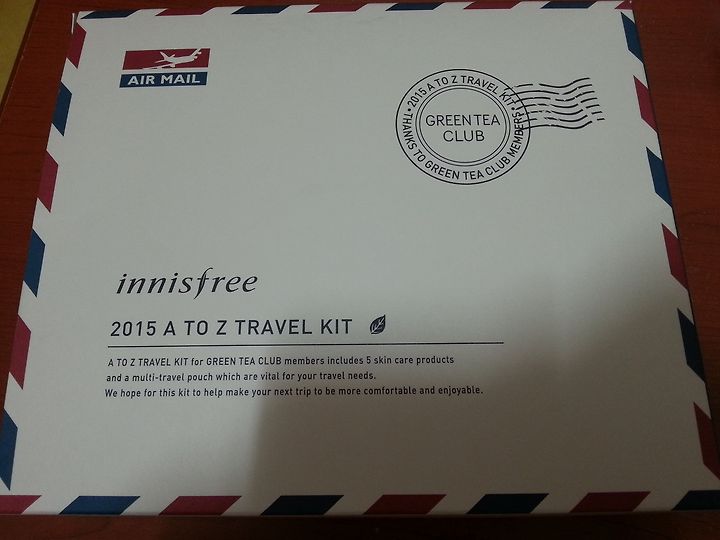 AIR MAIL
• 2015 A TO Z TRAVEL KIT •
GREEN TEA
CLUB
THANKS TO GREEN TEA CLUB MEMBERS
innisfree
2015 A TO Z TRAVEL KIT
A TO Z TRAVEL KIT for GREEN TEA CLUB members includes 5 skin care products
and a multi-travel pouch which are vital for your travel needs.
We hope for this kit to help make your next trip to be more comfortable and enjoyable.